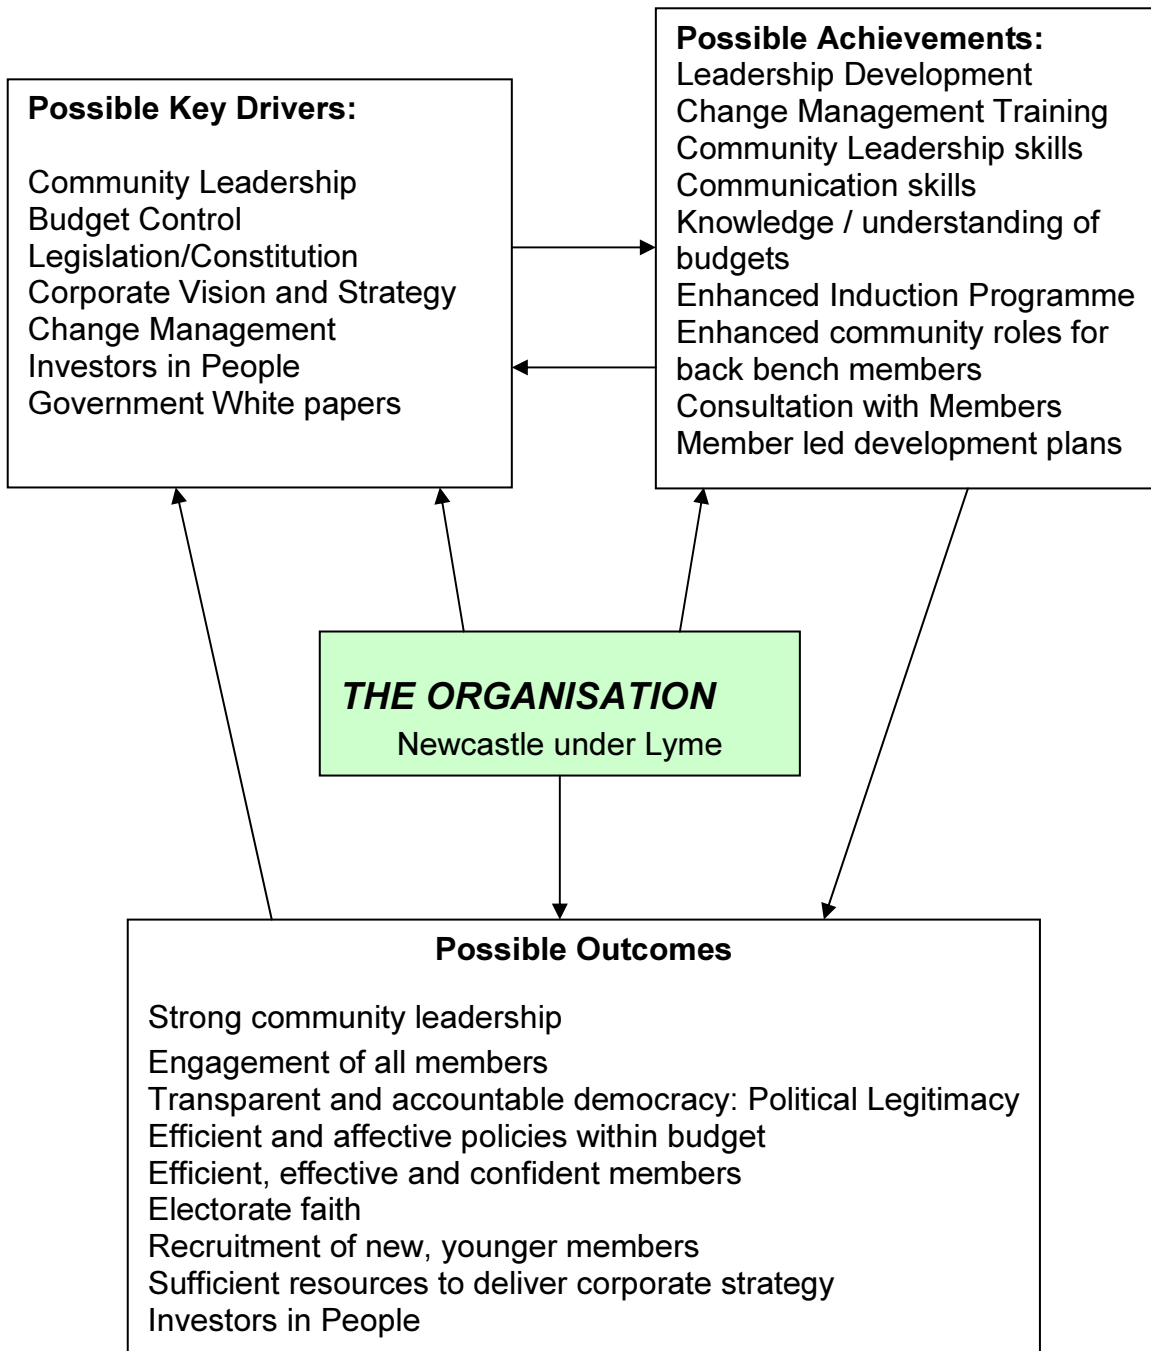 Possible Key Drivers:
Community Leadership
Budget Control
Legislation/Constitution
Corporate Vision and Strategy
Change Management
Investors in People
Government White papers
Possible Achievements:
Leadership Development
Change Management Training
Community Leadership skills
Communication skills
Knowledge / understanding of
budgets
Enhanced Induction Programme
Enhanced community roles for
back bench members
Consultation with Members
Member led development plans
THE ORGANISATION
Newcastle under Lyme
Possible Outcomes
Strong community leadership
Engagement of all members
Transparent and accountable democracy: Political Legitimacy
Efficient and affective policies within budget
Efficient, effective and confident members
Electorate faith
Recruitment of new, younger members
Sufficient resources to deliver corporate strategy
Investors in People